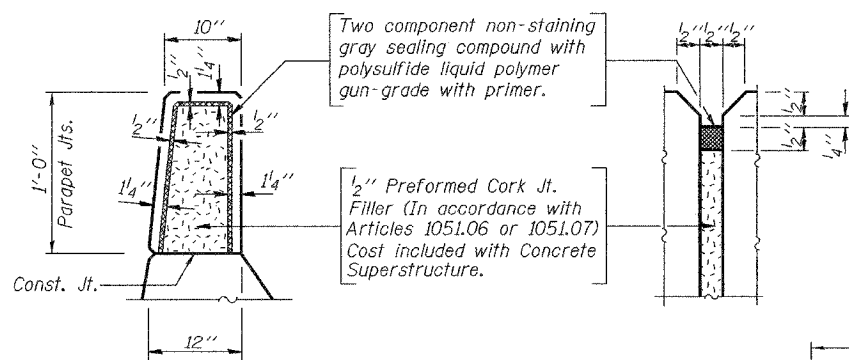 10"
1/2"
1 1/4"
Two component non-staining
gray sealing compound with
polysulfide liquid polymer
gun-grade with primer.
1/2" 1/2" 1/2"
1/2"
1/2"
1/4"
1'-0"
Parapet Jts.
1/2"
1/2"
1 1/4"
1 1/4"
1/2" Preformed Cork Jt.
Filler (In accordance with
Articles 1051.06 or 1051.07)
Cost included with Concrete
Superstructure.
Const. Jt.
12"